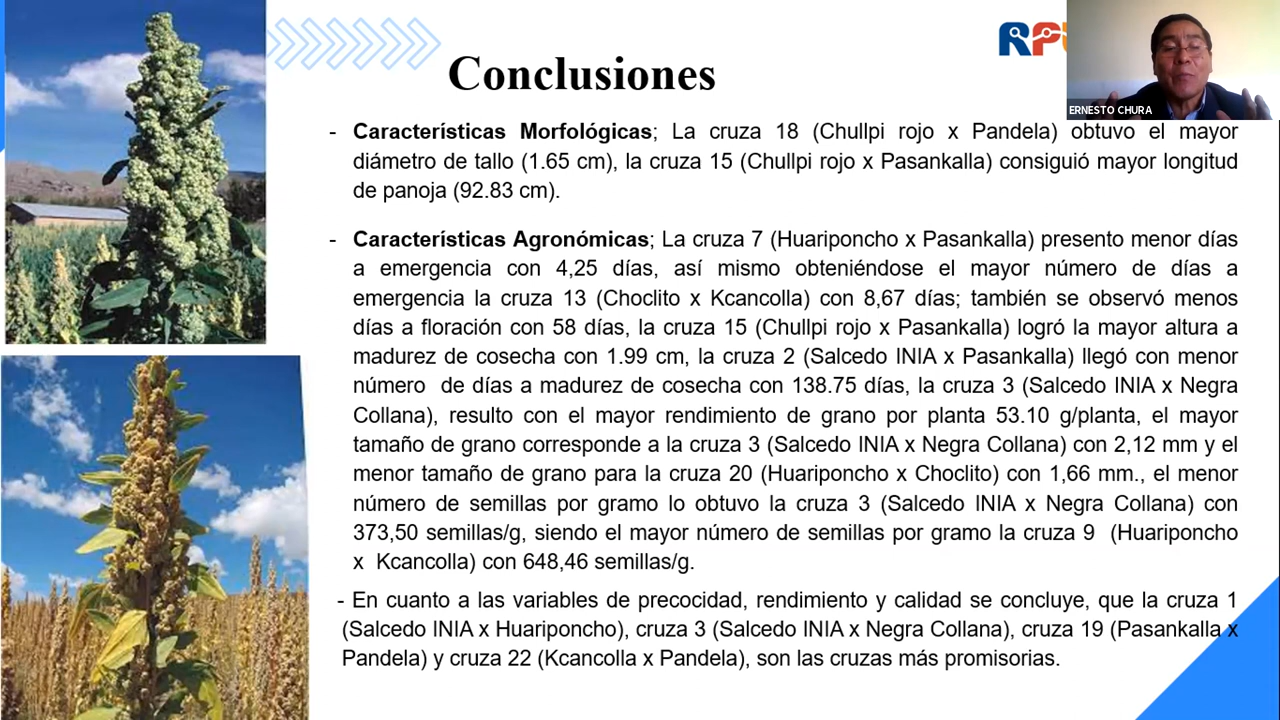 Conclusiones
ERNESTO CHURA
- Características Morfológicas; La cruza 18 (Chullpi rojo x Pandela) obtuvo el mayor
diámetro de tallo (1.65 cm), la cruza 15 (Chullpi rojo x Pasankalla) consiguió mayor longitud
de panoja (92.83 cm).
- Características Agronómicas; La cruza 7 (Huariponcho x Pasankalla) presento menor días
a emergencia con 4,25 días, así mismo obteniéndose el mayor número de días a
emergencia la cruza 13 (Choclito x Kcancolla) con 8,67 días; también se observó menos
días a floración con 58 días, la cruza 15 (Chullpi rojo x Pasankalla) logró la mayor altura a
madurez de cosecha con 1.99 cm, la cruza 2 (Salcedo INIA x Pasankalla) llegó con menor
número de días a madurez de cosecha con 138.75 días, la cruza 3 (Salcedo INIA x Negra
Collana), resulto con el mayor rendimiento de grano por planta 53.10 g/planta, el mayor
tamaño de grano corresponde a la cruza 3 (Salcedo INIA x Negra Collana) con 2,12 mm y el
menor tamaño de grano para la cruza 20 (Huariponcho x Choclito) con 1,66 mm., el menor
número de semillas por gramo lo obtuvo la cruza 3 (Salcedo INIA x Negra Collana) con
373,50 semillas/g, siendo el mayor número de semillas por gramo la cruza 9 (Huariponcho
x Kcancolla) con 648,46 semillas/g.
- En cuanto a las variables de precocidad, rendimiento y calidad se concluye, que la cruza 1
(Salcedo INIA x Huariponcho), cruza 3 (Salcedo INIA x Negra Collana), cruza 19 (Pasankalla x
Pandela) y cruza 22 (Kcancolla x Pandela), son las cruzas más promisorias.